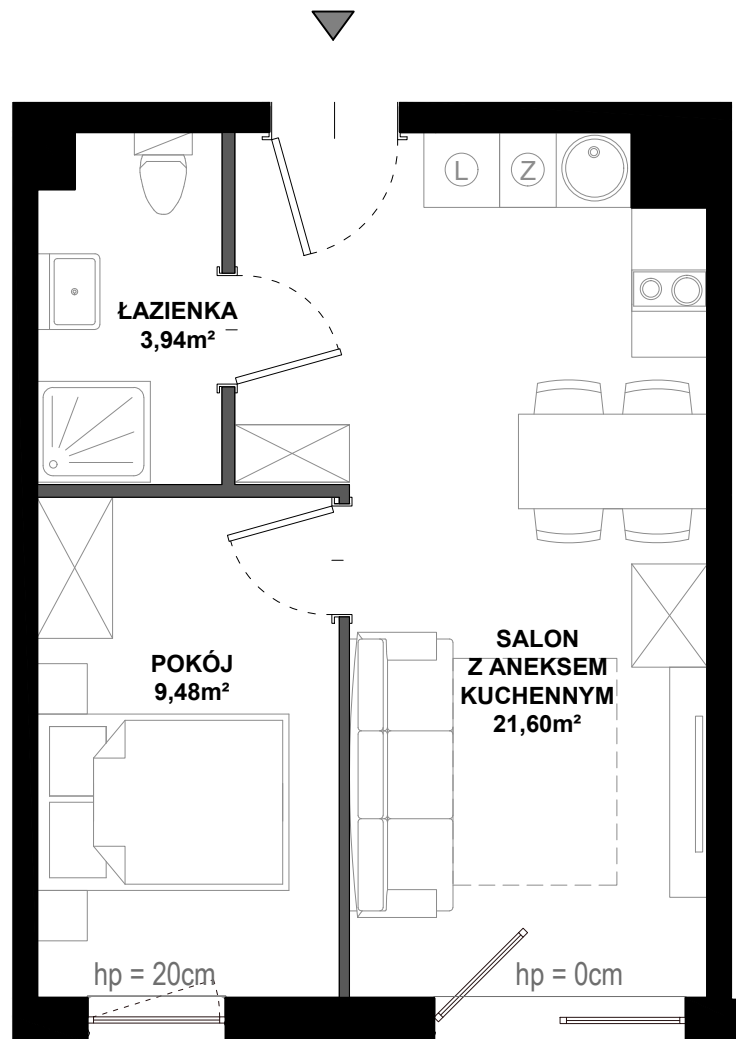 L
Z
ŁAZIENKA
3,94m²
POKÓJ
9,48m²
SALON
Z ANEKSEM
KUCHENNYM
21,60m²
hp = 20cm
hp = 0cm